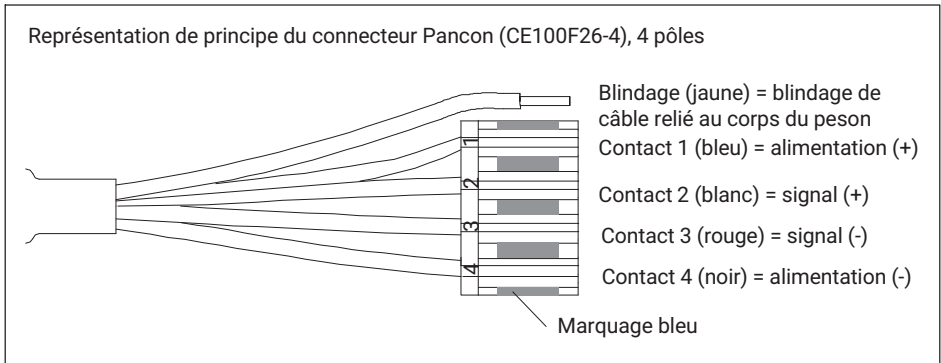 Représentation de principe du connecteur Pancon (CE100F26-4), 4 pôles
Blindage (jaune) = blindage de
câble relié au corps du peson
1
Contact 1 (bleu) = alimentation (+)
2
Contact 2 (blanc) = signal (+)
3
Contact 3 (rouge) = signal (-)
4
Contact 4 (noir) = alimentation (-)
Marquage bleu